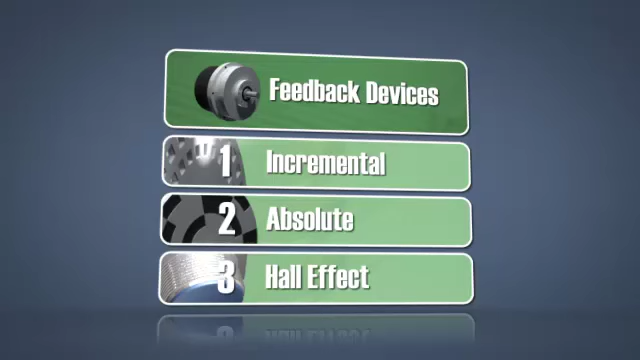 Feedback Devices
1 Incremental
2 Absolute
3 Hall Effect